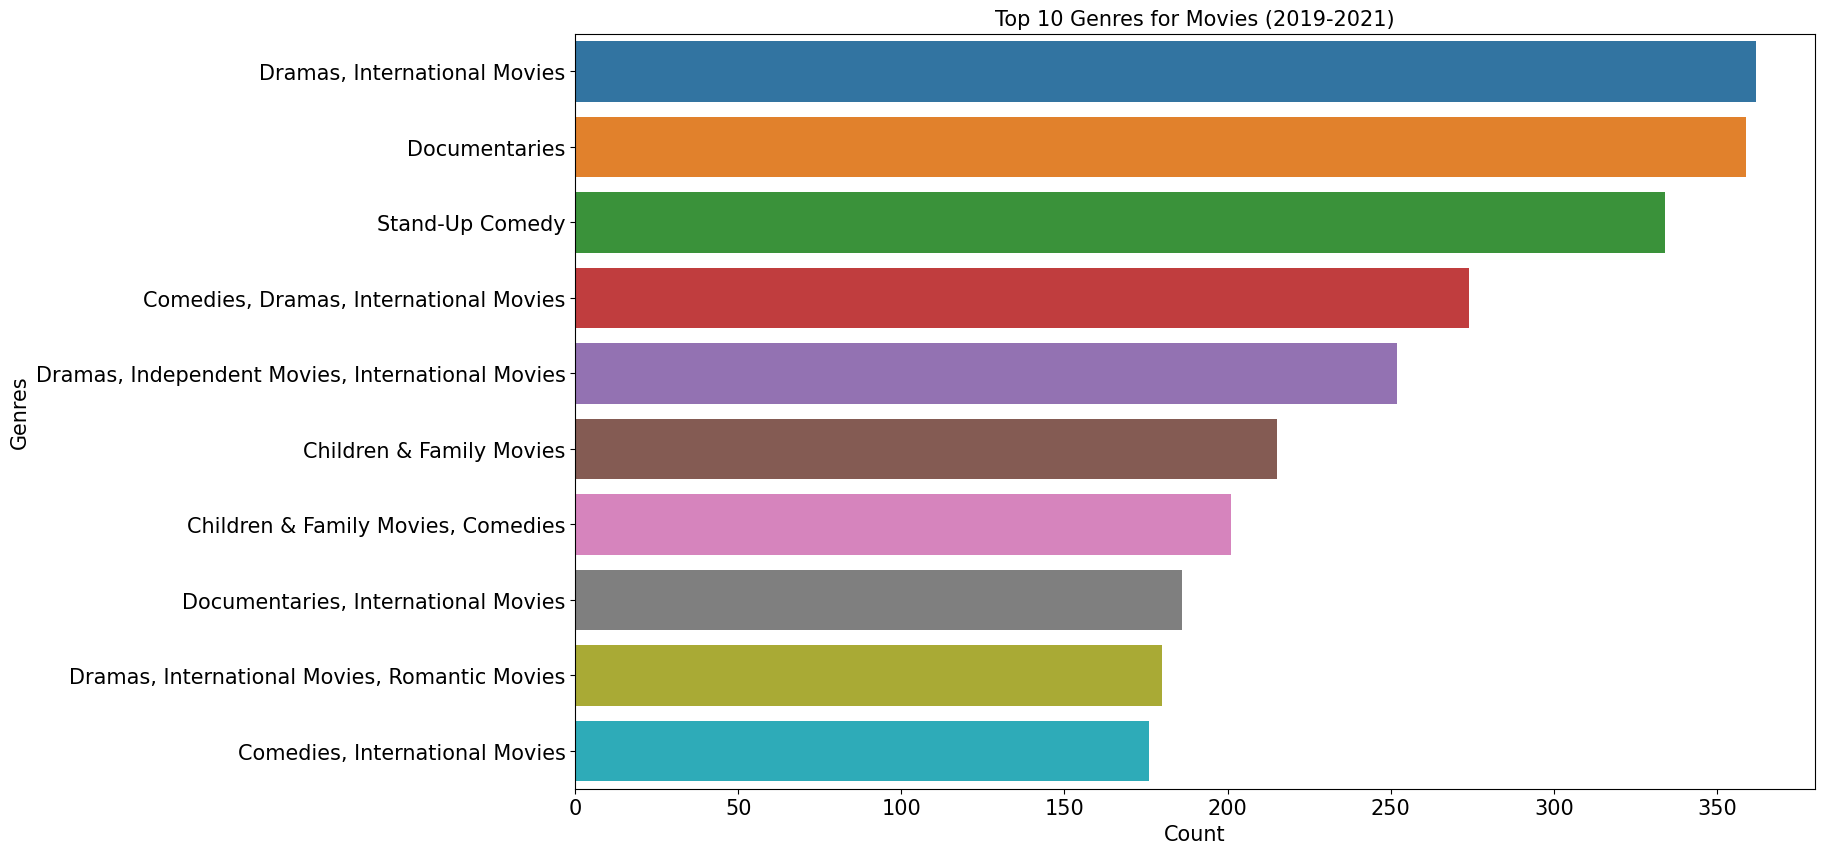 Top 10 Genres for Movies (2019-2021)
Dramas, International Movies
Documentaries
Stand-Up Comedy
Comedies, Dramas, International Movies
Dramas, Independent Movies, International Movies
Genres
Children & Family Movies
Children & Family Movies, Comedies
Documentaries, International Movies
Dramas, International Movies, Romantic Movies
Comedies, International Movies
0 50 100 150 200 250 300 350
Count